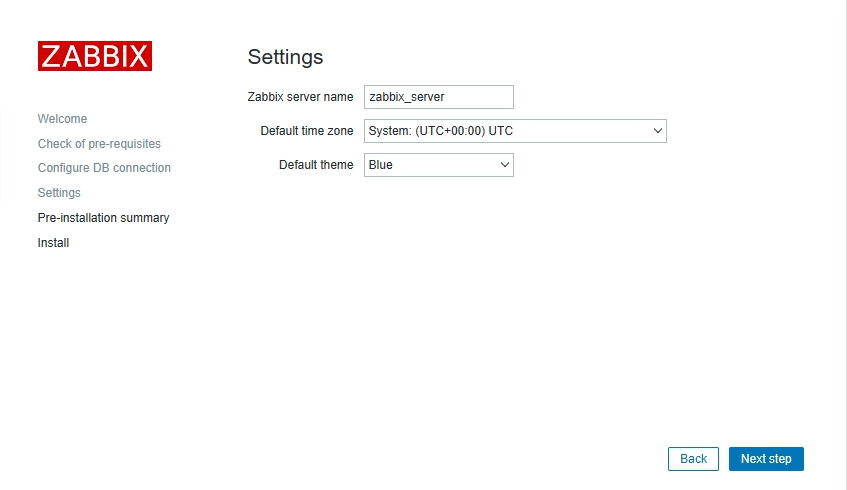 ZABBIX
Settings
Zabbix server name zabbix_server
Default time zone System: (UTC+00:00) UTC
Default theme Blue
Welcome
Check of pre-requisites
Configure DB connection
Settings
Pre-installation summary
Install
Back Next step